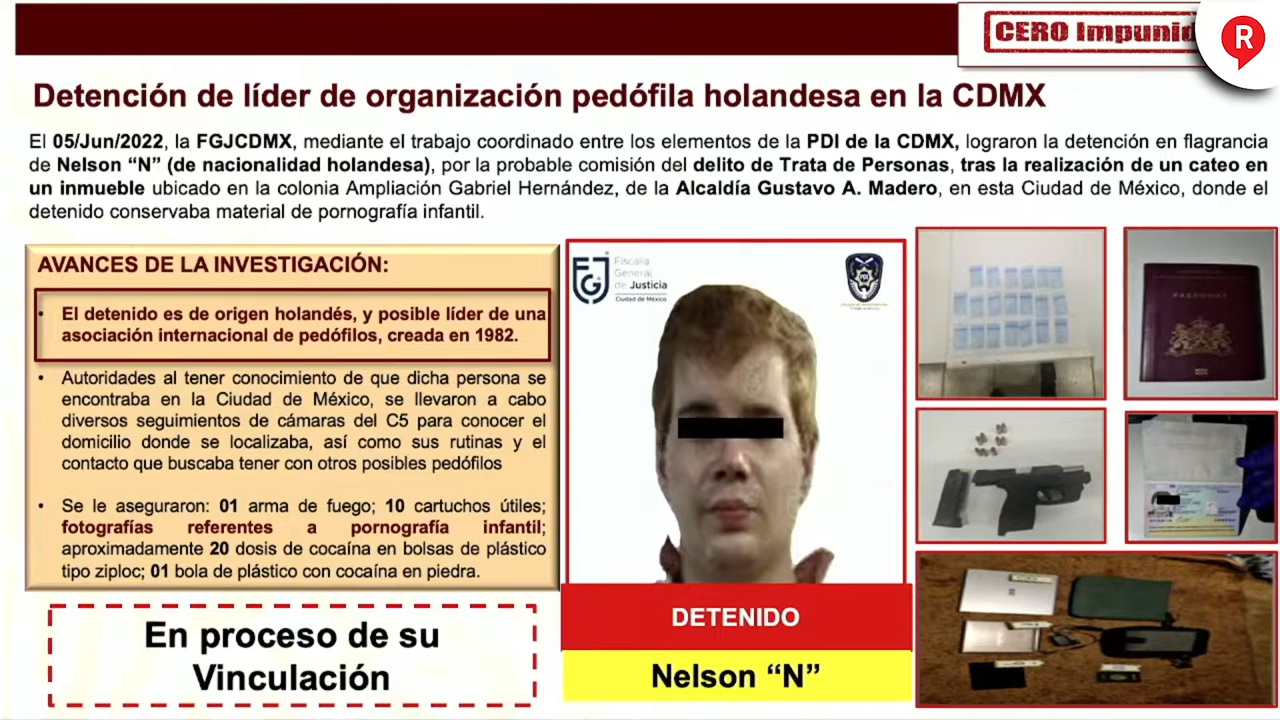 CERO Impunid
R
Detención de líder de organización pedófila holandesa en la CDMX
El 05/Jun/2022, la FGJCDMX, mediante el trabajo coordinado entre los elementos de la PDI de la CDMX, lograron la detención en flagrancia
de Nelson “N” (de nacionalidad holandesa), por la probable comisión del delito de Trata de Personas, tras la realización de un cateo en
un inmueble ubicado en la colonia Ampliación Gabriel Hernández, de la Alcaldía Gustavo A. Madero, en esta Ciudad de México, donde el
detenido conservaba material de pornografía infantil.
AVANCES DE LA INVESTIGACIÓN:
• El detenido es de origen holandés, y posible líder de una
asociación internacional de pedófilos, creada en 1982.
• Autoridades al tener conocimiento de que dicha persona se
encontraba en la Ciudad de México, se llevaron a cabo
diversos seguimientos de cámaras del C5 para conocer el
domicilio donde se localizaba, así como sus rutinas y el
contacto que buscaba tener con otros posibles pedófilos
• Se le aseguraron: 01 arma de fuego; 10 cartuchos útiles;
fotografías referentes a pornografía infantil;
aproximadamente 20 dosis de cocaína en bolsas de plástico
tipo ziploc; 01 bola de plástico con cocaína en piedra.
En proceso de su
Vinculación
FGJ
Fiscalía
General
de Justicia
Ciudad de México
PDI
DETENIDO
Nelson “N”
PASPOORT